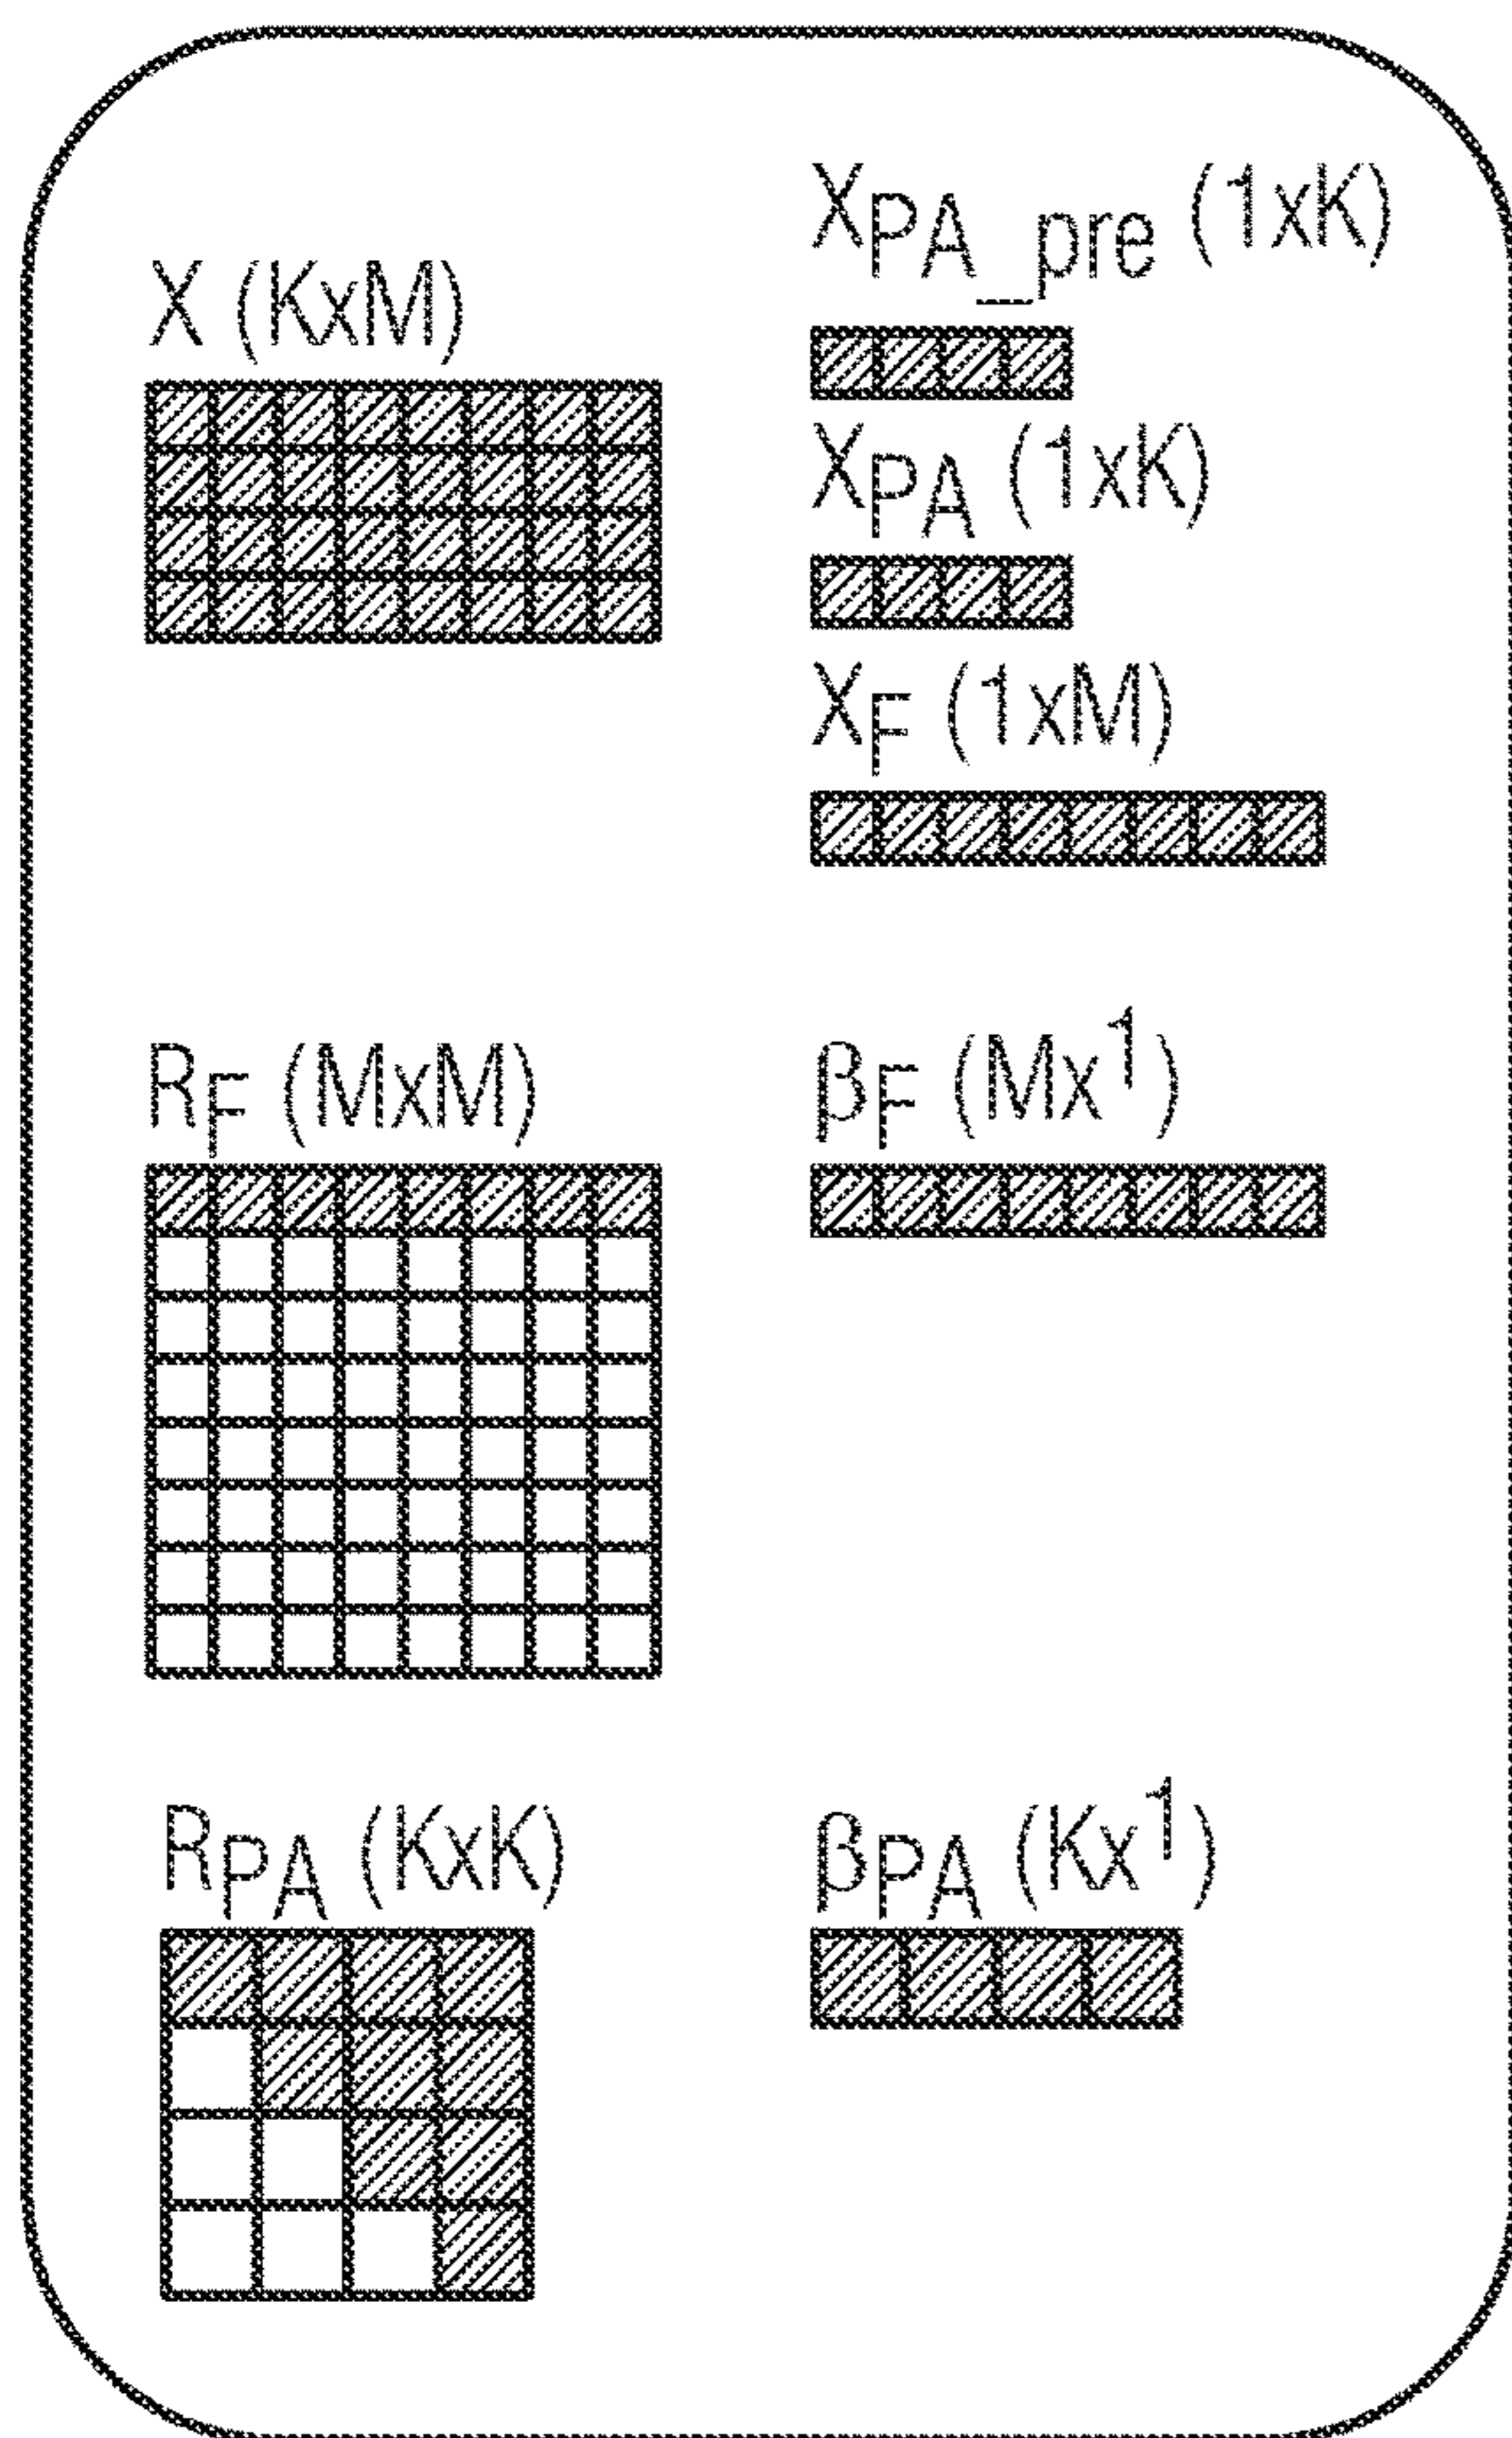 X (KxM)
XPA_pre (1xK)
XPA (1xK)
XF (1xM)
RF (MxM)
βF (Mx1)
RPA (KxK)
βPA (Kx1)